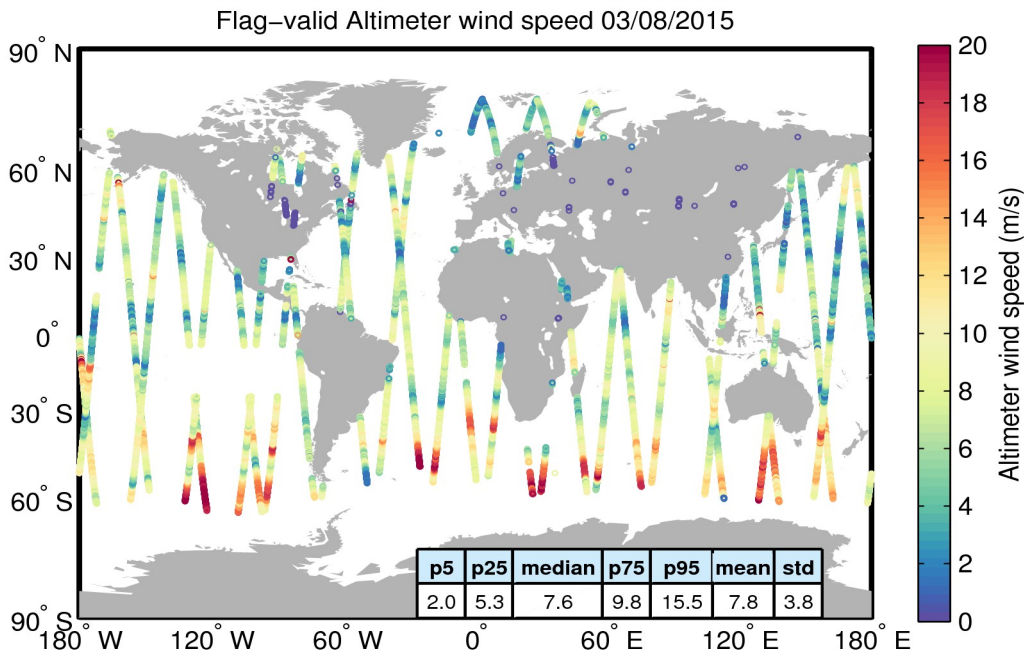 Flag−valid Altimeter wind speed 03/08/2015
90° N
60° N
30° N
0°
30° S
60° S
90° S
180° W
120° W
60° W
0°
60° E
120° E
180° E
p5 p25 median p75 p95 mean std
2.0 5.3 7.6 9.8 15.5 7.8 3.8
20
18
16
14
12
10
8
6
4
2
0
Altimeter wind speed (m/s)